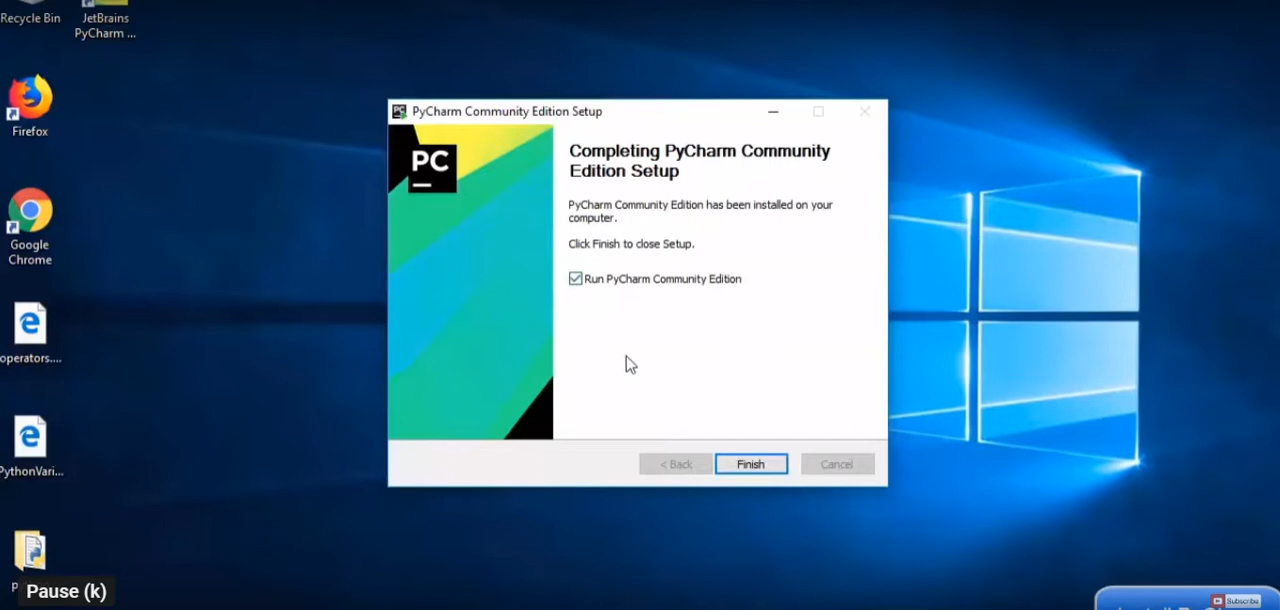 Recycle Bin
JetBrains
PyCharm ...
Firefox
Google
Chrome
operators....
PythonVari...
PyCharm Community Edition Setup
PC
Completing PyCharm Community
Edition Setup
PyCharm Community Edition has been installed on your
computer.
Click Finish to close Setup.
Run PyCharm Community Edition
< Back
Finish
Cancel
Pause (k)
Subscribe